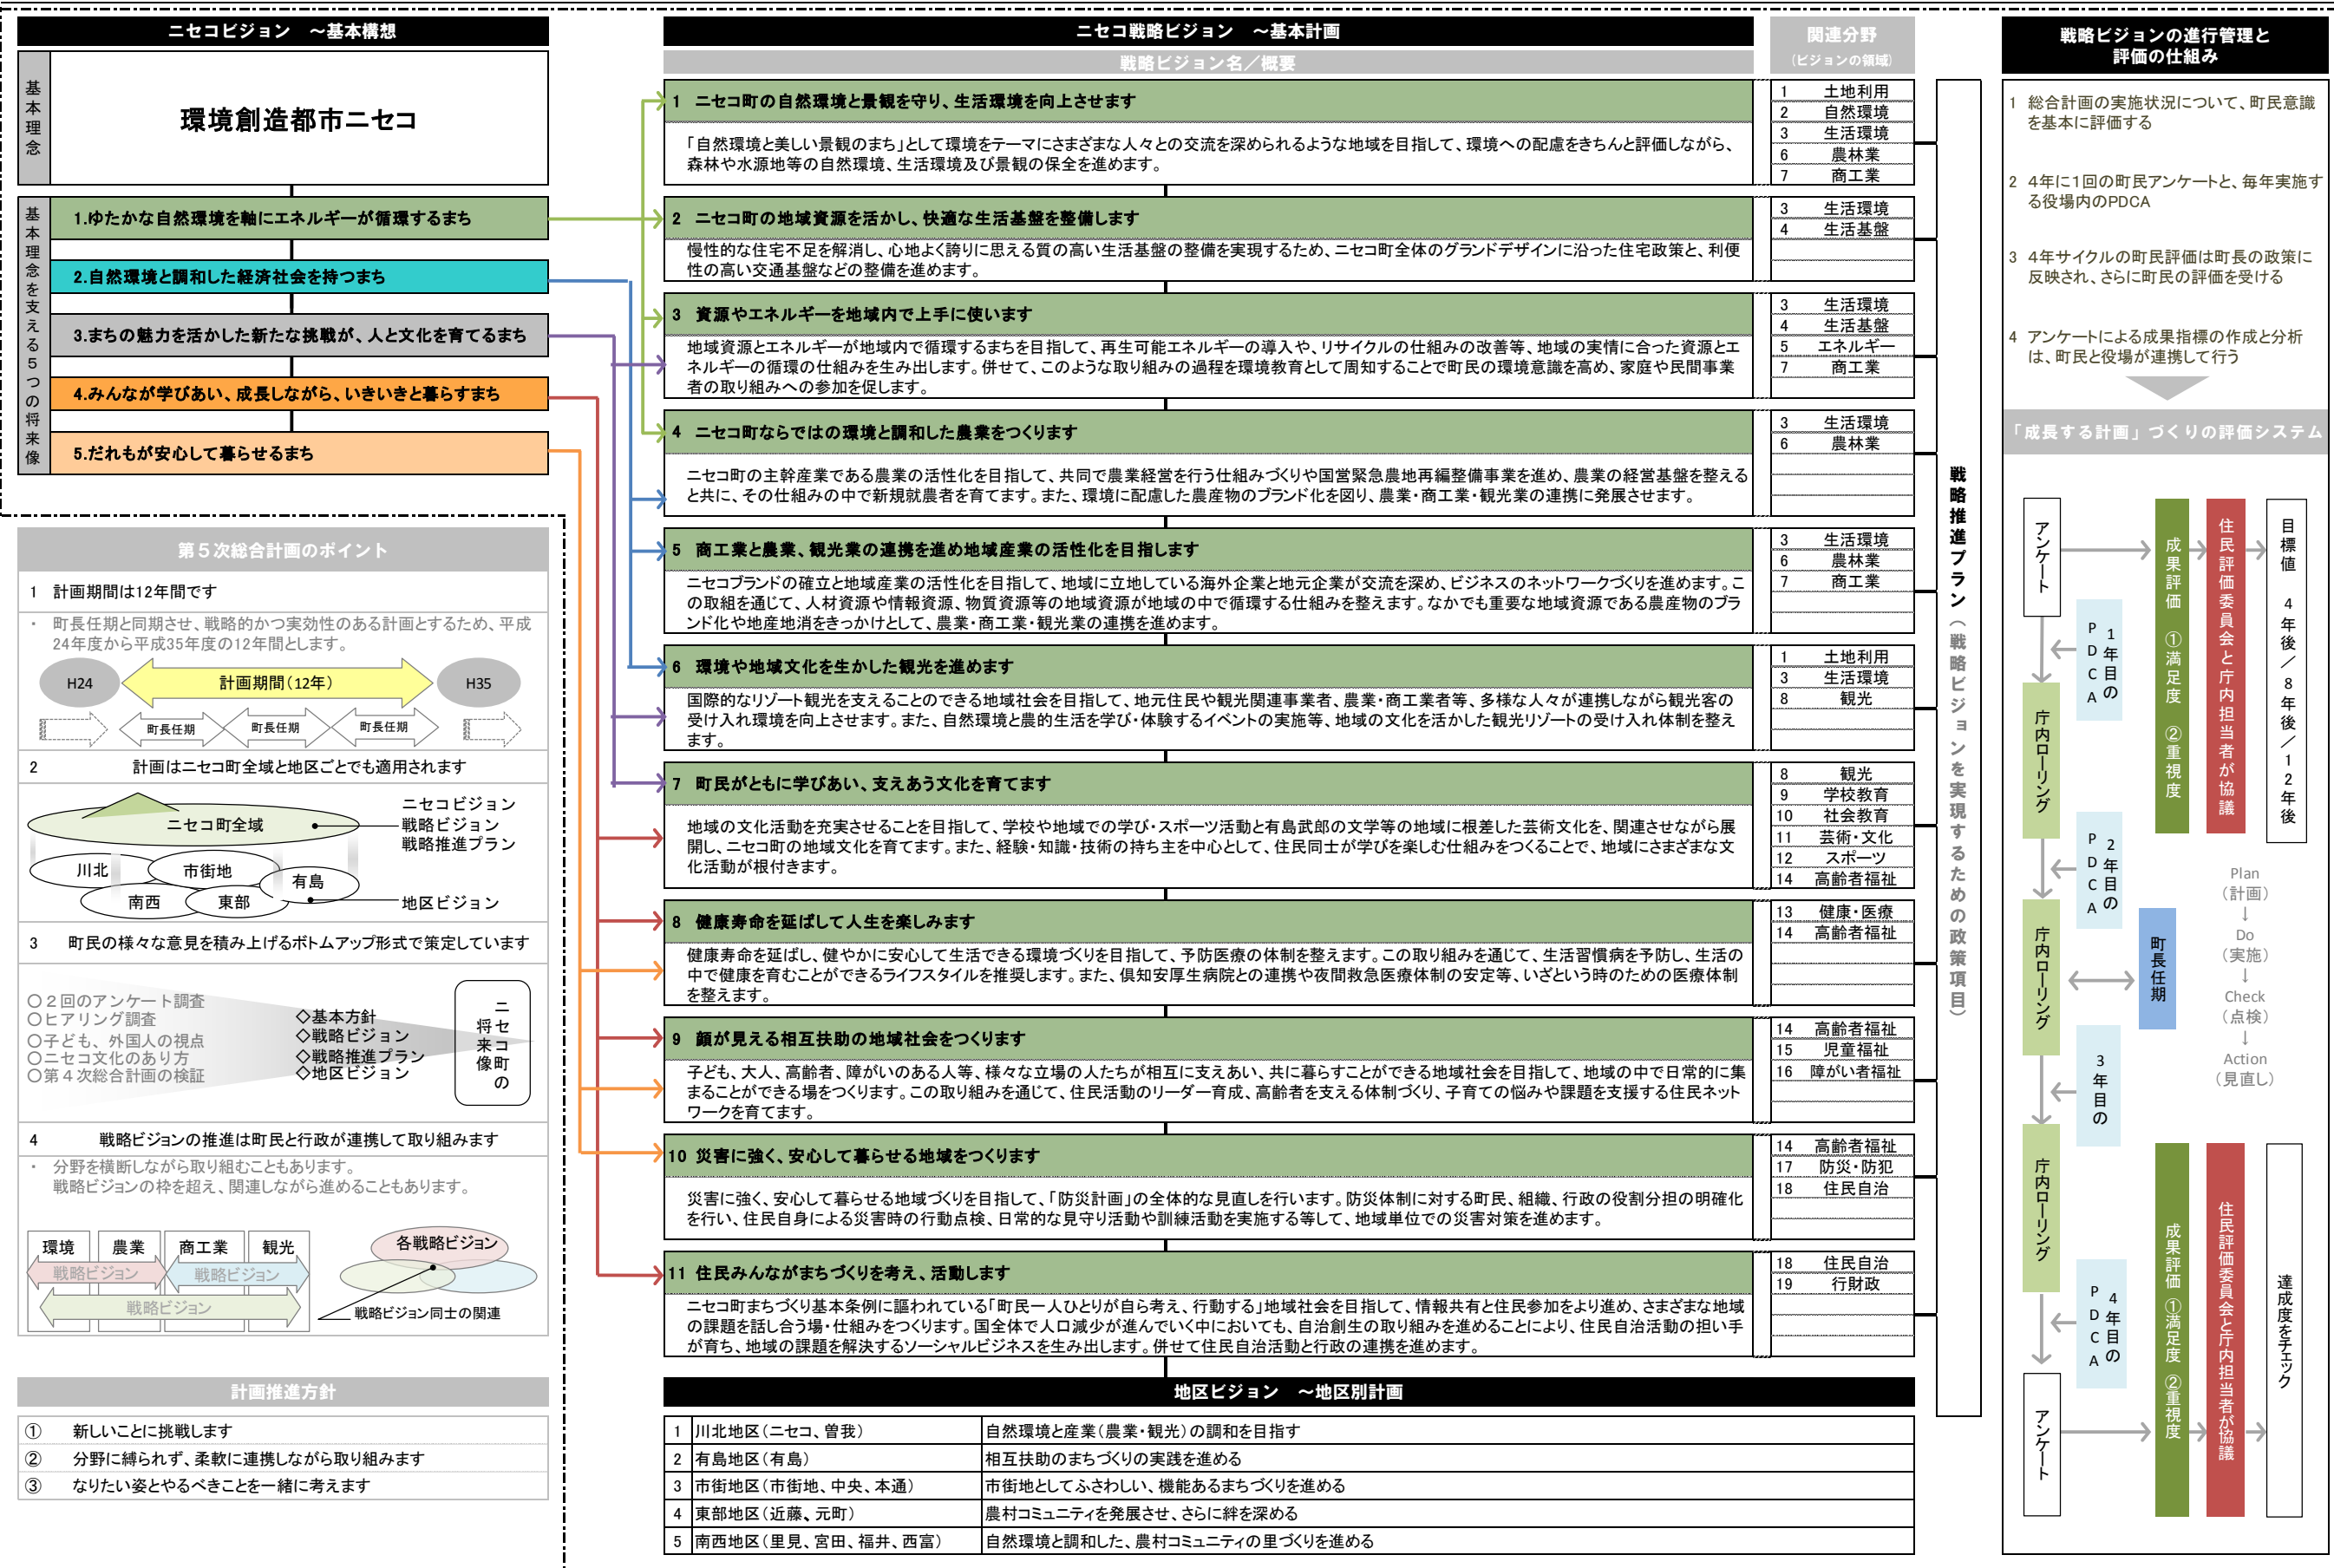 ニセコビジョン　～基本構想
基本理念
環境創造都市ニセコ
基本理念を支える５つの将来像
1.ゆたかな自然環境を軸にエネルギーが循環するまち
2.自然環境と調和した経済社会を持つまち
3.まちの魅力を活かした新たな挑戦が、人と文化を育てるまち
4.みんなが学びあい、成長しながら、いきいきと暮らすまち
5.だれもが安心して暮らせるまち
第５次総合計画のポイント
1　計画期間は12年間です
・ 町長任期と同期させ、戦略的かつ実効性のある計画とするため、平成
24年度から平成35年度の12年間とします。
H24
計画期間（12年）
H35
町長任期
町長任期
町長任期
2　計画はニセコ町全域と地区ごとでも適用されます
ニセコ町全域
ニセコビジョン
戦略ビジョン
戦略推進プラン
川北
市街地
有島
南西
東部
地区ビジョン
3　町民の様々な意見を積み上げるボトムアップ形式で策定しています
○２回のアンケート調査
○ヒアリング調査
○子ども、外国人の視点
○ニセコ文化のあり方
○第４次総合計画の検証
◇基本方針
◇戦略ビジョン
◇戦略推進プラン
◇地区ビジョン
ニセコ町の
将来像
4　戦略ビジョンの推進は町民と行政が連携して取り組みます
・ 分野を横断しながら取り組むこともあります。
戦略ビジョンの枠を超え、関連しながら進めることもあります。
環境
農業
商工業
観光
戦略ビジョン
戦略ビジョン
戦略ビジョン
各戦略ビジョン
戦略ビジョン同士の関連
計画推進方針
①　新しいことに挑戦します
②　分野に縛られず、柔軟に連携しながら取り組みます
③　なりたい姿とやるべきことを一緒に考えます
ニセコ戦略ビジョン　～基本計画
戦略ビジョン名／概要
関連分野
（ビジョンの領域）
1　ニセコ町の自然環境と景観を守り、生活環境を向上させます
「自然環境と美しい景観のまち」として環境をテーマにさまざまな人々との交流を深められるような地域を目指して、環境への配慮をきちんと評価しながら、
森林や水源地等の自然環境、生活環境及び景観の保全を進めます。
1　土地利用
2　自然環境
3　生活環境
6　農林業
7　商工業
2　ニセコ町の地域資源を活かし、快適な生活基盤を整備します
慢性的な住宅不足を解消し、心地よく誇りに思える質の高い生活基盤の整備を実現するため、ニセコ町全体のグランドデザインに沿った住宅政策と、利便
性の高い交通基盤などの整備を進めます。
3　生活環境
4　生活基盤
3　資源やエネルギーを地域内で上手に使います
地域資源とエネルギーが地域内で循環するまちを目指して、再生可能エネルギーの導入や、リサイクルの仕組みの改善等、地域の実情に合った資源とエ
ネルギーの循環の仕組みを生み出します。併せて、このような取り組みの過程を環境教育として周知することで町民の環境意識を高め、家庭や民間事業
者の取り組みへの参加を促します。
3　生活環境
4　生活基盤
5　エネルギー
7　商工業
4　ニセコ町ならではの環境と調和した農業をつくります
ニセコ町の主幹産業である農業の活性化を目指して、共同で農業経営を行う仕組みづくりや国営緊急農地再編整備事業を進め、農業の経営基盤を整える
と共に、その仕組みの中で新規就農者を育てます。また、環境に配慮した農産物のブランド化を図り、農業・商工業・観光業の連携に発展させます。
3　生活環境
6　農林業
5　商工業と農業、観光業の連携を進め地域産業の活性化を目指します
ニセコブランドの確立と地域産業の活性化を目指して、地域に立地している海外企業と地元企業が交流を深め、ビジネスのネットワークづくりを進めます。こ
の取組を通じて、人材資源や情報資源、物質資源等の地域資源が地域の中で循環する仕組みを整えます。なかでも重要な地域資源である農産物のブラ
ンド化や地産地消をきっかけとして、農業・商工業・観光業の連携を進めます。
3　生活環境
6　農林業
7　商工業
6　環境や地域文化を生かした観光を進めます
国際的なリゾート観光を支えることのできる地域社会を目指して、地元住民や観光関連事業者、農業・商工業者等、多様な人々が連携しながら観光客の
受け入れ環境を向上させます。また、自然環境と農的生活を学び・体験するイベントの実施等、地域の文化を活かした観光リゾートの受け入れ体制を整え
ます。
1　土地利用
3　生活環境
8　観光
7　町民がともに学びあい、支えあう文化を育てます
地域の文化活動を充実させることを目指して、学校や地域での学び・スポーツ活動と有島武郎の文学等の地域に根差した芸術文化を、関連させながら展
開し、ニセコ町の地域文化を育てます。また、経験・知識・技術の持ち主を中心として、住民同士が学びを楽しむ仕組みをつくることで、地域にさまざまな文
化活動が根付きます。
8　観光
9　学校教育
10　社会教育
11　芸術・文化
12　スポーツ
14　高齢者福祉
8　健康寿命を延ばして人生を楽しみます
健康寿命を延ばし、健やかに安心して生活できる環境づくりを目指して、予防医療の体制を整えます。この取り組みを通じて、生活習慣病を予防し、生活の
中で健康を育むことができるライフスタイルを推奨します。また、倶知安厚生病院との連携や夜間救急医療体制の安定等、いざという時のための医療体制
を整えます。
13　健康・医療
14　高齢者福祉
9　顔が見える相互扶助の地域社会をつくります
子ども、大人、高齢者、障がいのある人等、様々な立場の人たちが相互に支えあい、共に暮らすことができる地域社会を目指して、地域の中で日常的に集
まることができる場をつくります。この取り組みを通じて、住民活動のリーダー育成、高齢者を支える体制づくり、子育ての悩みや課題を支援する住民ネット
ワークを育てます。
14　高齢者福祉
15　児童福祉
16　障がい者福祉
10 災害に強く、安心して暮らせる地域をつくります
災害に強く、安心して暮らせる地域づくりを目指して、「防災計画」の全体的な見直しを行います。防災体制に対する町民、組織、行政の役割分担の明確化
を行い、住民自身による災害時の行動点検、日常的な見守り活動や訓練活動を実施する等して、地域単位での災害対策を進めます。
14　高齢者福祉
17　防災・防犯
18　住民自治
11 住民みんながまちづくりを考え、活動します
ニセコ町まちづくり基本条例に謳われている「町民一人ひとりが自ら考え、行動する」地域社会を目指して、情報共有と住民参加をより進め、さまざまな地域
の課題を話し合う場・仕組みをつくります。国全体で人口減少が進んでいく中においても、自治創生の取り組みを進めることにより、住民自治活動の担い手
が育ち、地域の課題を解決するソーシャルビジネスを生み出します。併せて住民自治活動と行政の連携を進めます。
18　住民自治
19　行財政
戦略推進プラン（戦略ビジョンを実現するための政策項目）
地区ビジョン　～地区別計画
1　川北地区（ニセコ、曽我）　自然環境と産業（農業・観光）の調和を目指す
2　有島地区（有島）　相互扶助のまちづくりの実践を進める
3　市街地区（市街地、中央、本通）　市街地としてふさわしい、機能あるまちづくりを進める
4　東部地区（近藤、元町）　農村コミュニティを発展させ、さらに絆を深める
5　南西地区（里見、宮田、福井、西富）　自然環境と調和した、農村コミュニティの里づくりを進める
戦略ビジョンの進行管理と
評価の仕組み
1　総合計画の実施状況について、町民意識
を基本に評価する
2　4年に1回の町民アンケートと、毎年実施す
る役場内のPDCA
3　4年サイクルの町民評価は町長の政策に
反映され、さらに町民の評価を受ける
4　アンケートによる成果指標の作成と分析
は、町民と役場が連携して行う
「成長する計画」づくりの評価システム
アンケート
成果評価　①満足度　②重視度
住民評価委員会と庁内担当者が協議
目標値　４年後／８年後／１２年後
1年目の
PDCA
庁内ローリング
2年目の
PDCA
庁内ローリング
町長任期
Plan
（計画）
↓
Do
（実施）
↓
Check
（点検）
↓
Action
（見直し）
3年目の
庁内ローリング
4年目の
PDCA
アンケート
成果評価　①満足度　②重視度
住民評価委員会と庁内担当者が協議
達成度をチェック